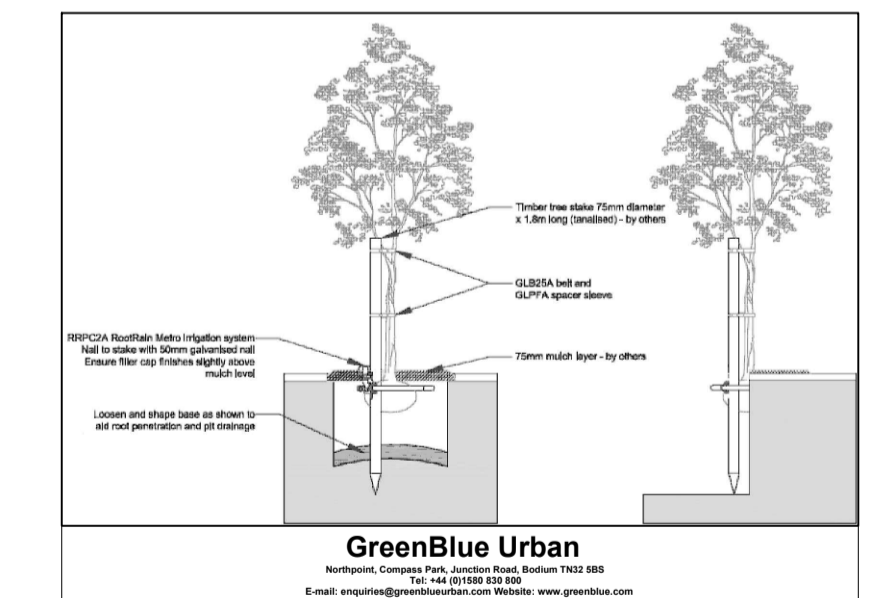 Timber tree stake 75mm diameter
x 1.8m long (tanalised) - by others
GLB25A belt and
GLPFA spacer sleeve
RRPC2A RootRain Metro Irrigation system
Nail to stake with 50mm galvanised nail
Ensure filler cap finishes slightly above
mulch level
75mm mulch layer - by others
Loosen and shape base as shown to
aid root penetration and pit drainage
GreenBlue Urban
Northpoint, Compass Park, Junction Road, Bodium TN32 5BS
Tel: +44 (0)1580 830 800
E-mail: enquiries@greenblueurban.com Website: www.greenblue.com